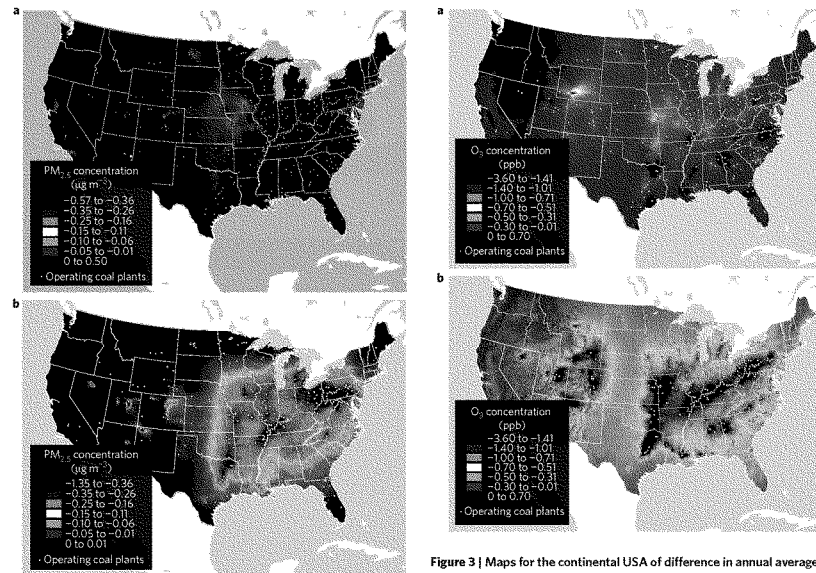 a
PM2.5 concentration
(μg m−3)
−0.57 to −0.36
−0.35 to −0.26
−0.25 to −0.16
−0.15 to −0.11
−0.10 to −0.06
−0.05 to −0.01
0 to 0.50
· Operating coal plants
b
PM2.5 concentration
(μg m−3)
−1.35 to −0.36
−0.35 to −0.26
−0.25 to −0.16
−0.15 to −0.11
−0.10 to −0.06
−0.05 to −0.01
0 to 0.01
· Operating coal plants
a
O3 concentration
(ppb)
−3.60 to −1.41
−1.40 to −1.01
−1.00 to −0.71
−0.70 to −0.51
−0.50 to −0.31
−0.30 to −0.01
0 to 0.70
· Operating coal plants
b
O3 concentration
(ppb)
−3.60 to −1.41
−1.40 to −1.01
−1.00 to −0.71
−0.70 to −0.51
−0.50 to −0.31
−0.30 to −0.01
0 to 0.70
· Operating coal plants
Figure 3 | Maps for the continental USA of difference in annual average